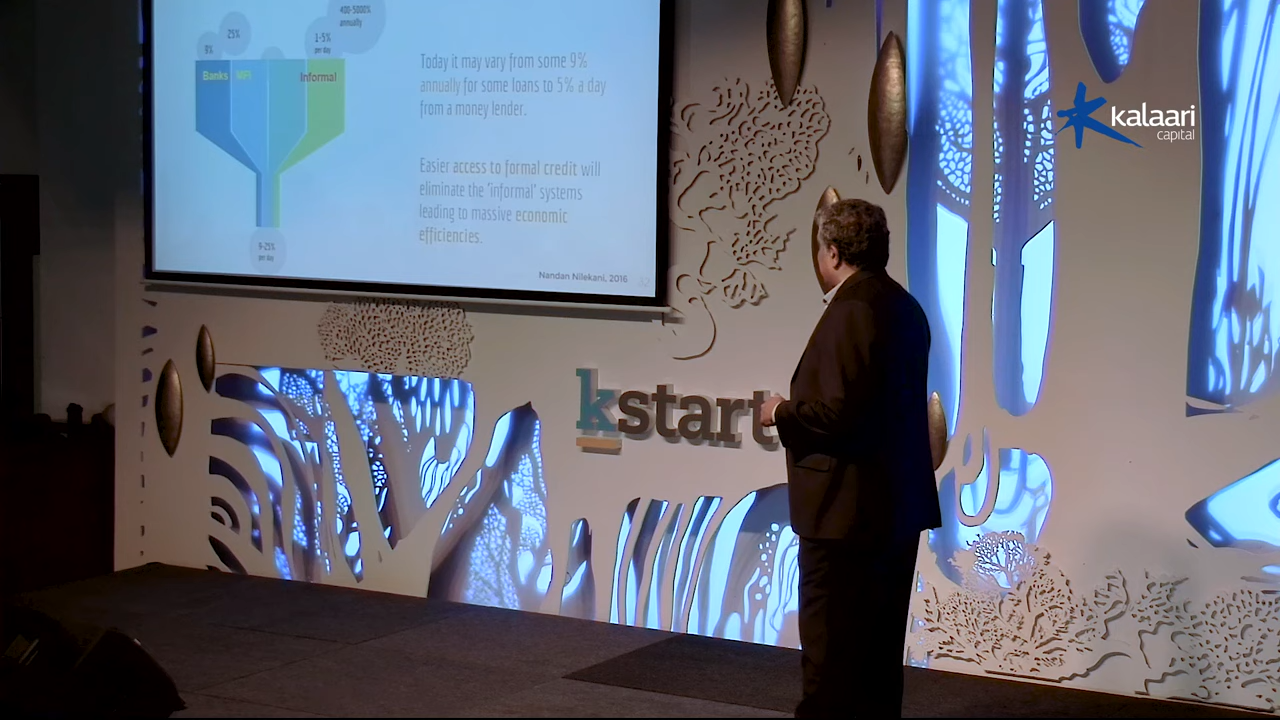 400-5000%
annually
25%
1-5%
per day
9%
Banks
MFI
Informal
9-25%
per day
Today it may vary from some 9%
annually for some loans to 5% a day
from a money lender.
Easier access to formal credit will
eliminate the 'informal' systems
leading to massive economic
efficiencies.
Nandan Nilekani, 2016
kalaari
capital
kstart